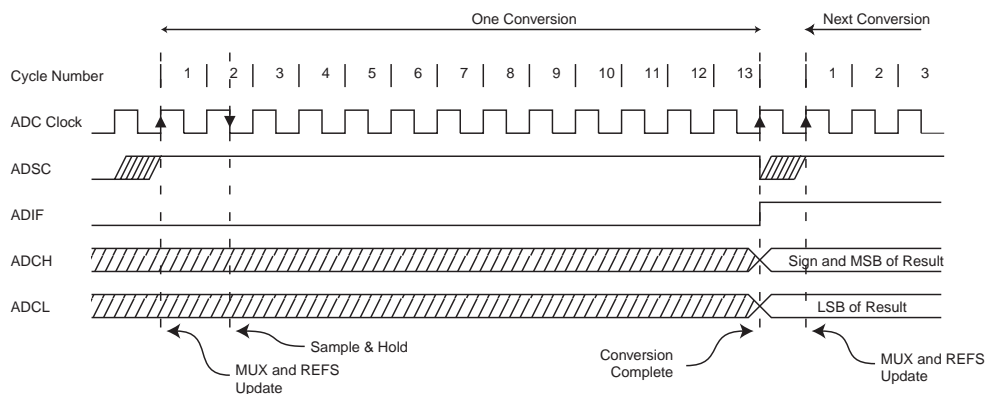 One Conversion
Next Conversion
Cycle Number 1 2 3 4 5 6 7 8 9 10 11 12 13 1 2 3
ADC Clock
ADSC
ADIF
ADCH
Sign and MSB of Result
ADCL
LSB of Result
Sample & Hold
MUX and REFS
Update
Conversion
Complete
MUX and REFS
Update